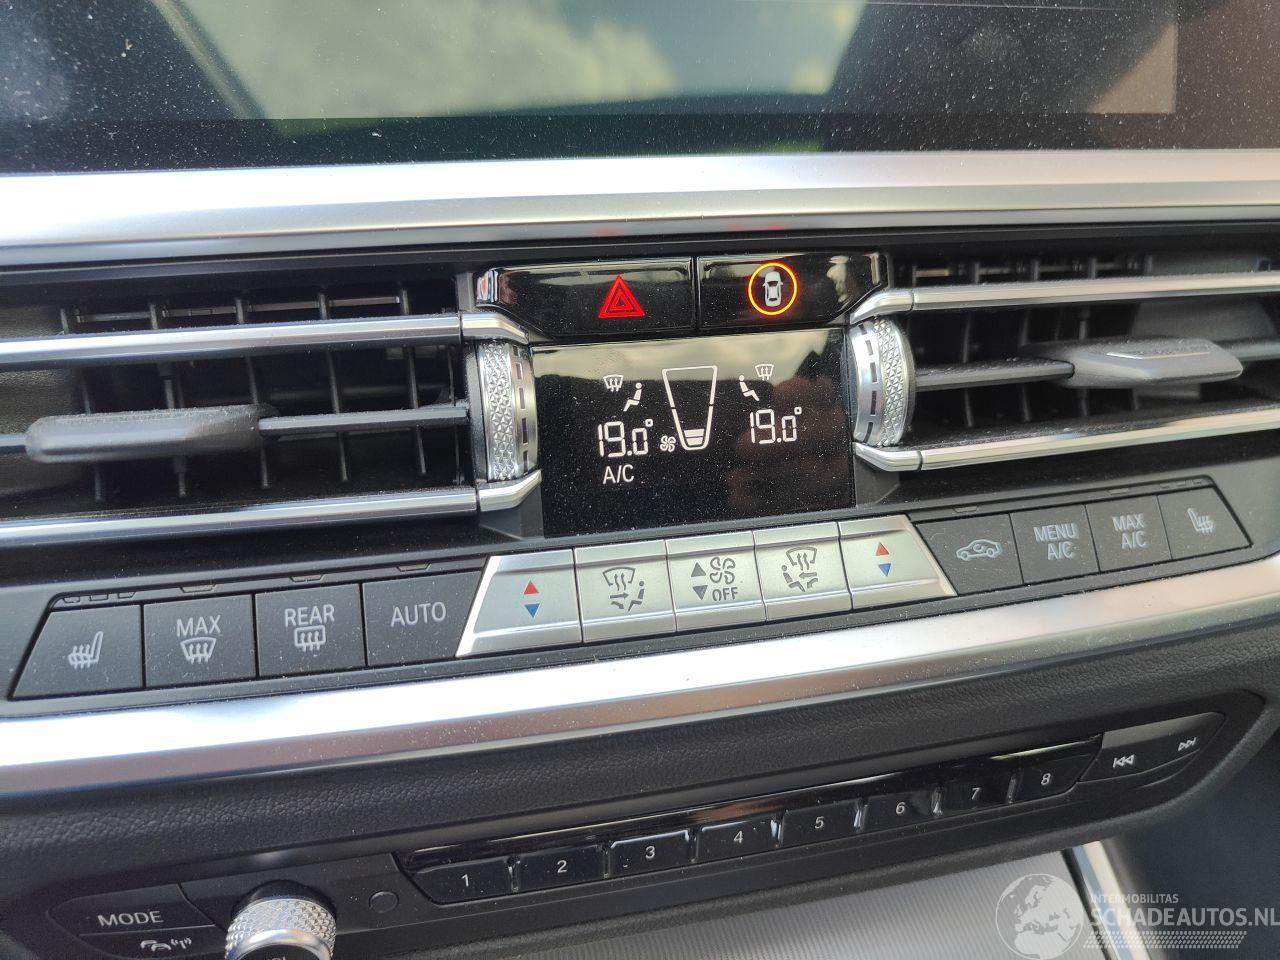 19.0°
19.0°
A/C
MAX
REAR
AUTO
OFF
MENU
A/C
MAX
A/C
1 2 3 4 5 6 7 8
MODE
INTERMOBILITAS
SCHADEAUTOS.NL